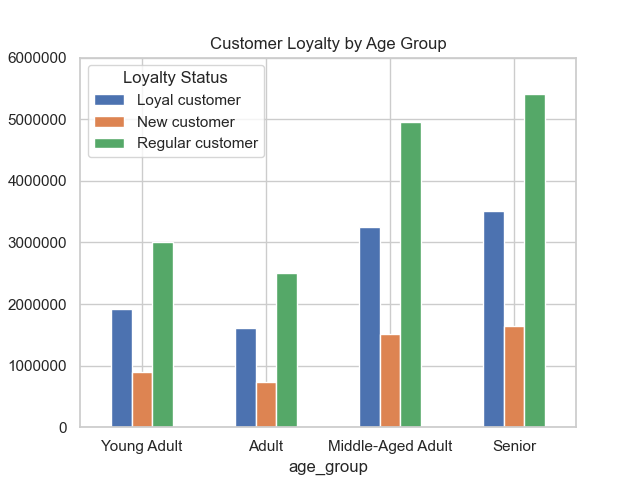 Customer Loyalty by Age Group
6000000
5000000
4000000
3000000
2000000
1000000
0
Loyalty Status
Loyal customer
New customer
Regular customer
Young Adult Adult Middle-Aged Adult Senior
age_group